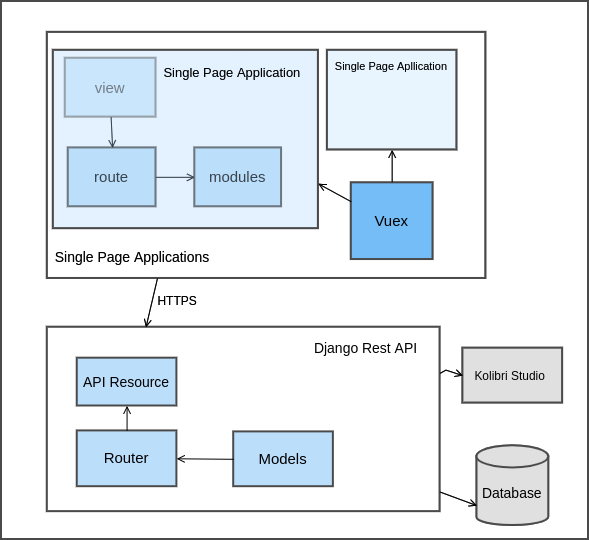 view
Single Page Application
Single Page Apllication
route
modules
Vuex
Single Page Applications
HTTPS
Django Rest API
API Resource
Kolibri Studio
Router
Models
Database